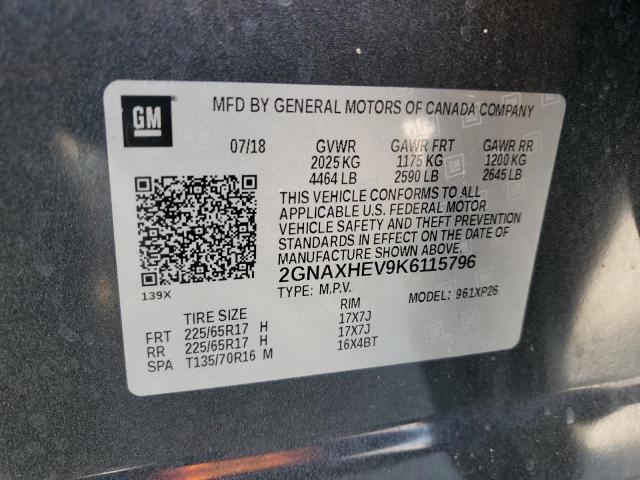 GM
MFD BY GENERAL MOTORS OF CANADA COMPANY
07/18 GVWR GAWR FRT GAWR RR
2025 KG 1175 KG 1200 KG
4464 LB 2590 LB 2645 LB
THIS VEHICLE CONFORMS TO ALL
APPLICABLE U.S. FEDERAL MOTOR
VEHICLE SAFETY AND THEFT PREVENTION
STANDARDS IN EFFECT ON THE DATE OF
MANUFACTURE SHOWN ABOVE.
2GNAXHEV9K6115796
139X
TYPE: M.P.V. MODEL: 961XP26
TIRE SIZE RIM
FRT 225/65R17 H 17X7J
RR 225/65R17 H 17X7J
SPA T135/70R16 M 16X4BT